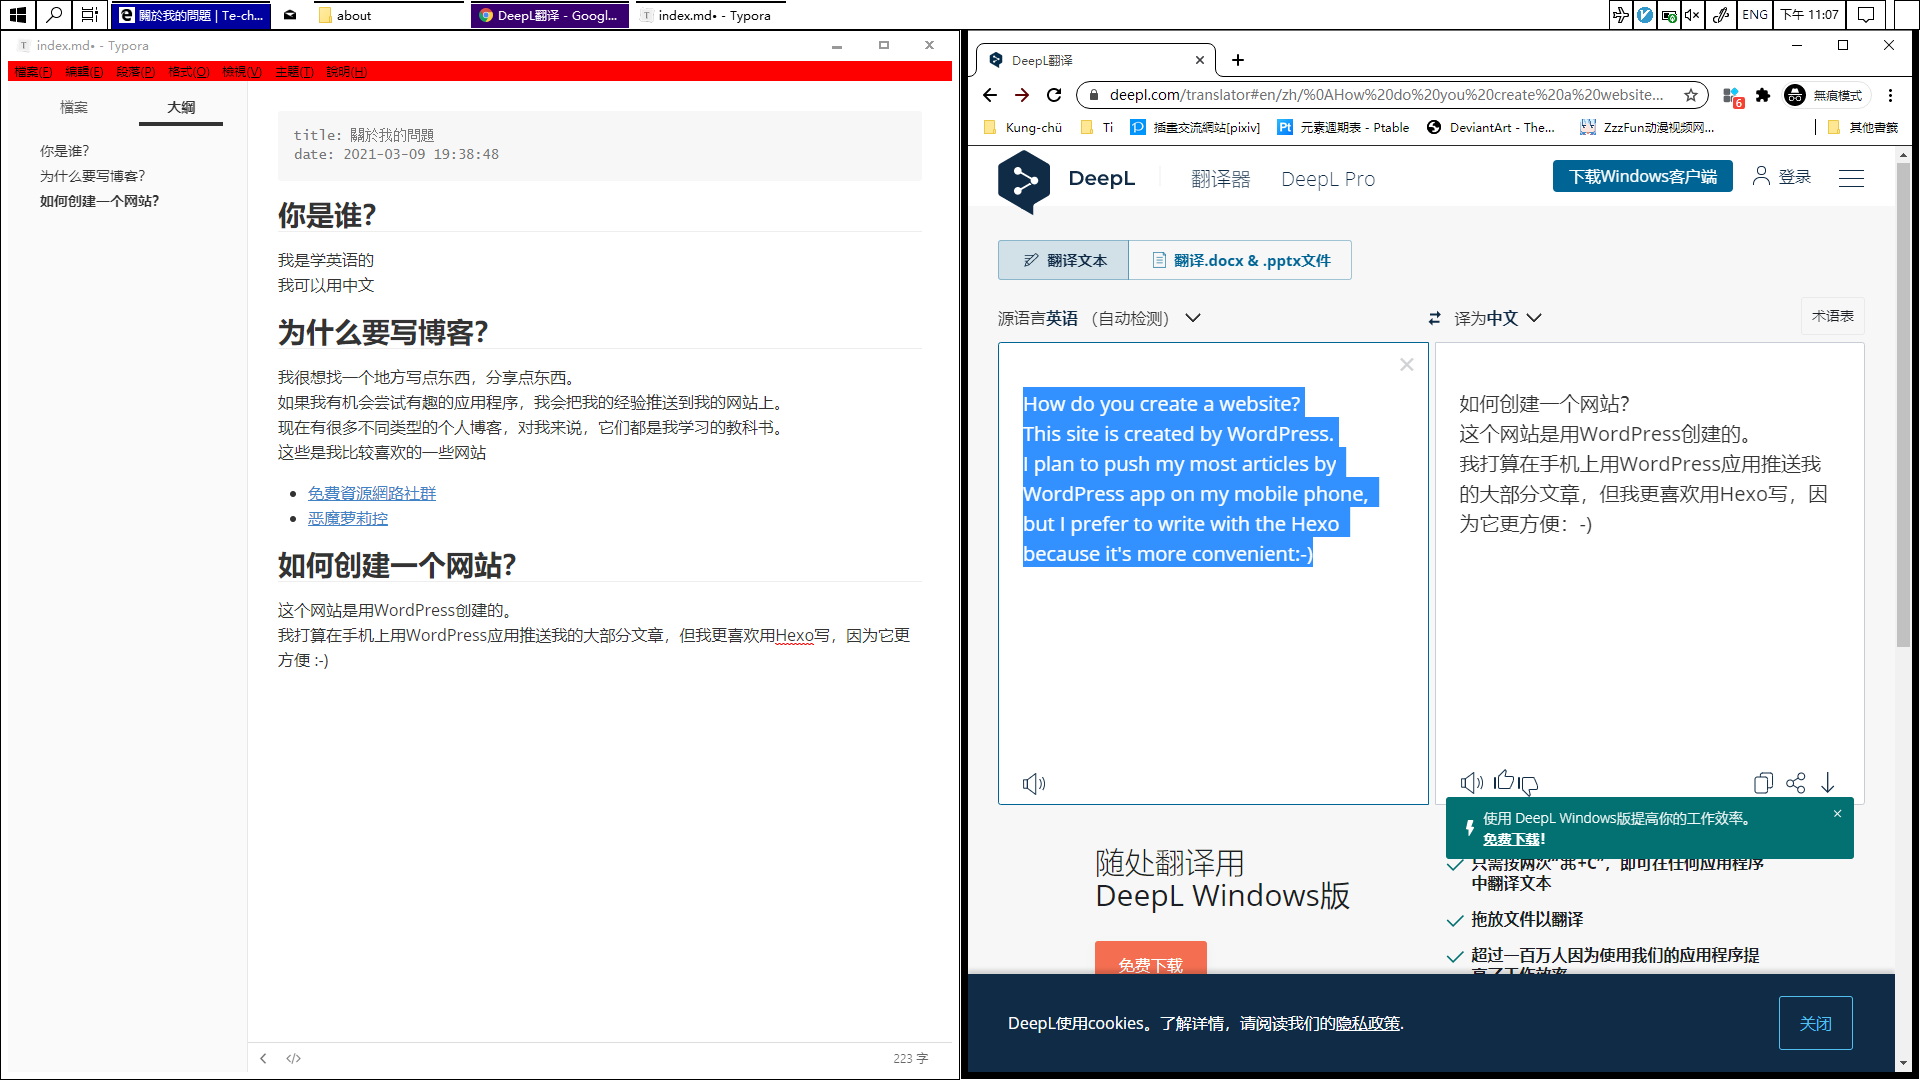 關於我的問題 | Te-ch...
about
DeepL翻译 - Googl...
index.md• - Typora
ENG
下午 11:07
index.md• - Typora
檔案(F) 編輯(E) 段落(P) 格式(O) 檢視(V) 主題(T) 說明(H)
檔案
大綱
你是谁?
为什么要写博客?
如何创建一个网站?
title: 關於我的問題
date: 2021-03-09 19:38:48
你是谁?
我是学英语的
我可以用中文
为什么要写博客?
我很想找一个地方写点东西，分享点东西。
如果我有机会尝试有趣的应用程序，我会把我的经验推送到我的网站上。
现在有很多不同类型的个人博客，对我来说，它们都是我学习的教科书。
这些是我比较喜欢的一些网站
免費資源網路社群
恶魔萝莉控
如何创建一个网站?
这个网站是用WordPress创建的。
我打算在手机上用WordPress应用推送我的大部分文章，但我更喜欢用Hexo写，因为它更
方便 :-)
223 字
DeepL翻译
deepl.com/translator#en/zh/%0AHow%20do%20you%20create%20a%20website...
6
無痕模式
Kung-chü
Ti
插畫交流網站[pixiv]
元素週期表 - Ptable
DeviantArt - The...
ZzzFun动漫视频网...
其他書籤
DeepL
翻译器
DeepL Pro
下载Windows客户端
登录
翻译文本
翻译.docx & .pptx文件
源语言英语 （自动检测）
译为中文
术语表
How do you create a website?
This site is created by WordPress.
I plan to push my most articles by
WordPress app on my mobile phone,
but I prefer to write with the Hexo
because it's more convenient:-)
如何创建一个网站?
这个网站是用WordPress创建的。
我打算在手机上用WordPress应用推送我
的大部分文章，但我更喜欢用Hexo写，因
为它更方便：-)
使用 DeepL Windows版提高你的工作效率。
免费下载!
随处翻译用
DeepL Windows版
免费下载
只需按两次"⌘+C"，即可在任何应用程序
中翻译文本
拖放文件以翻译
超过一百万人因为使用我们的应用程序提
高了工作效率
DeepL使用cookies。了解详情，请阅读我们的隐私政策.
关闭